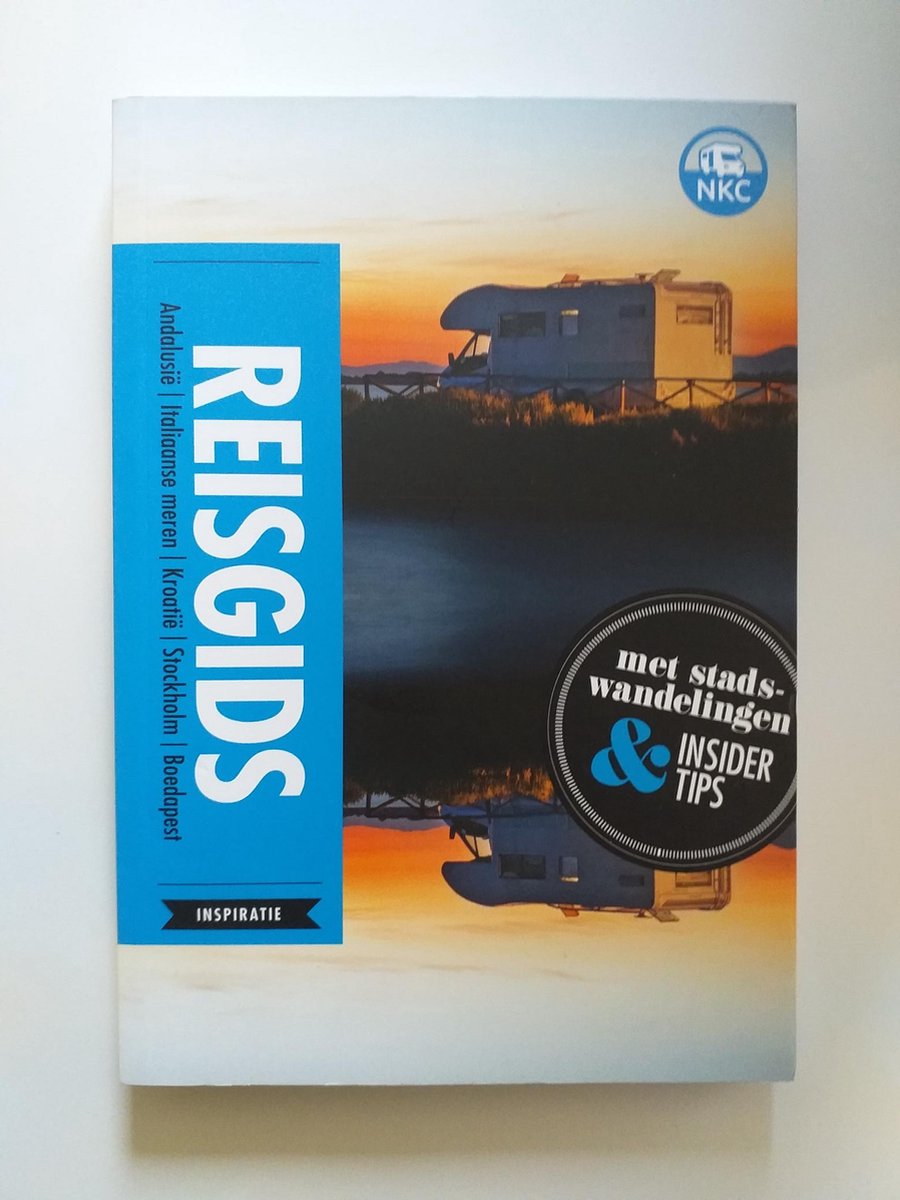 NKC
REISGIDS
Andalusië | Italiaanse meren | Kroatië | Stockholm | Boedapest
met stads-
wandelingen
& INSIDER
TIPS
INSPIRATIE